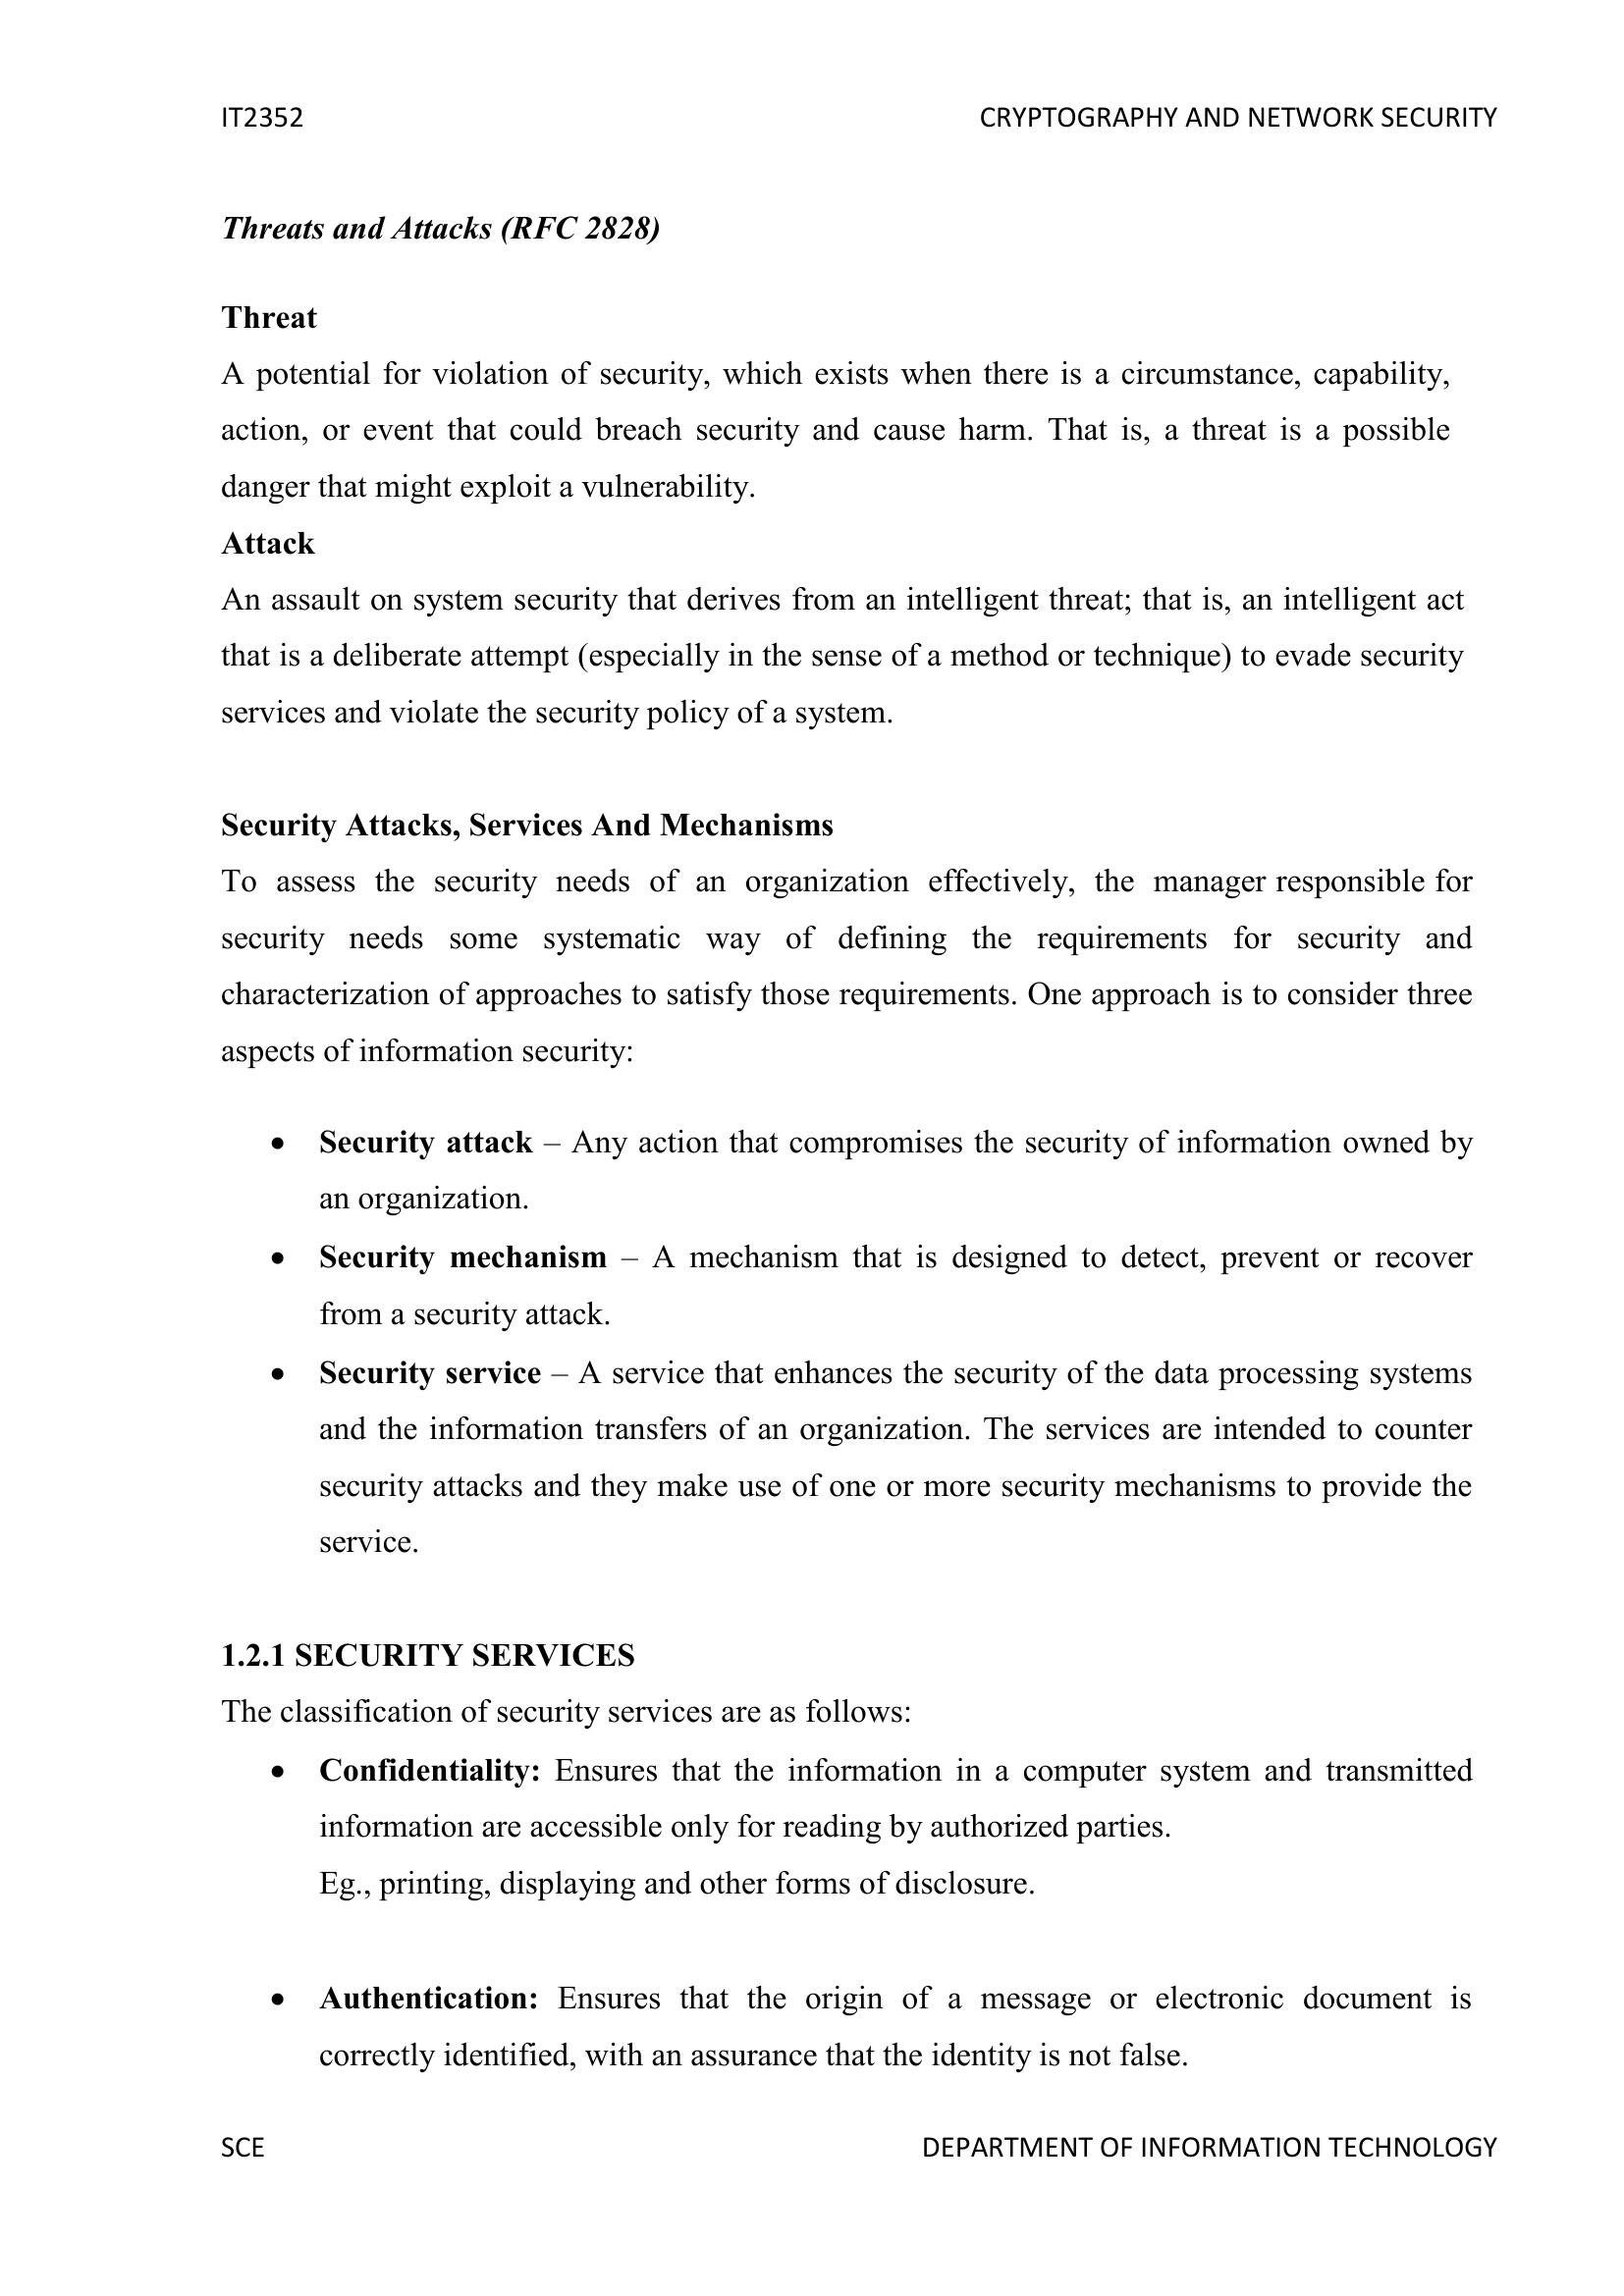 IT2352 CRYPTOGRAPHY AND NETWORK SECURITY
Threats and Attacks (RFC 2828)
Threat
A potential for violation of security, which exists when there is a circumstance, capability,
action, or event that could breach security and cause harm. That is, a threat is a possible
danger that might exploit a vulnerability.
Attack
An assault on system security that derives from an intelligent threat; that is, an intelligent act
that is a deliberate attempt (especially in the sense of a method or technique) to evade security
services and violate the security policy of a system.
Security Attacks, Services And Mechanisms
To assess the security needs of an organization effectively, the manager responsible for
security needs some systematic way of defining the requirements for security and
characterization of approaches to satisfy those requirements. One approach is to consider three
aspects of information security:
• Security attack – Any action that compromises the security of information owned by
an organization.
• Security mechanism – A mechanism that is designed to detect, prevent or recover
from a security attack.
• Security service – A service that enhances the security of the data processing systems
and the information transfers of an organization. The services are intended to counter
security attacks and they make use of one or more security mechanisms to provide the
service.
1.2.1 SECURITY SERVICES
The classification of security services are as follows:
• Confidentiality: Ensures that the information in a computer system and transmitted
information are accessible only for reading by authorized parties.
Eg., printing, displaying and other forms of disclosure.
• Authentication: Ensures that the origin of a message or electronic document is
correctly identified, with an assurance that the identity is not false.
SCE DEPARTMENT OF INFORMATION TECHNOLOGY